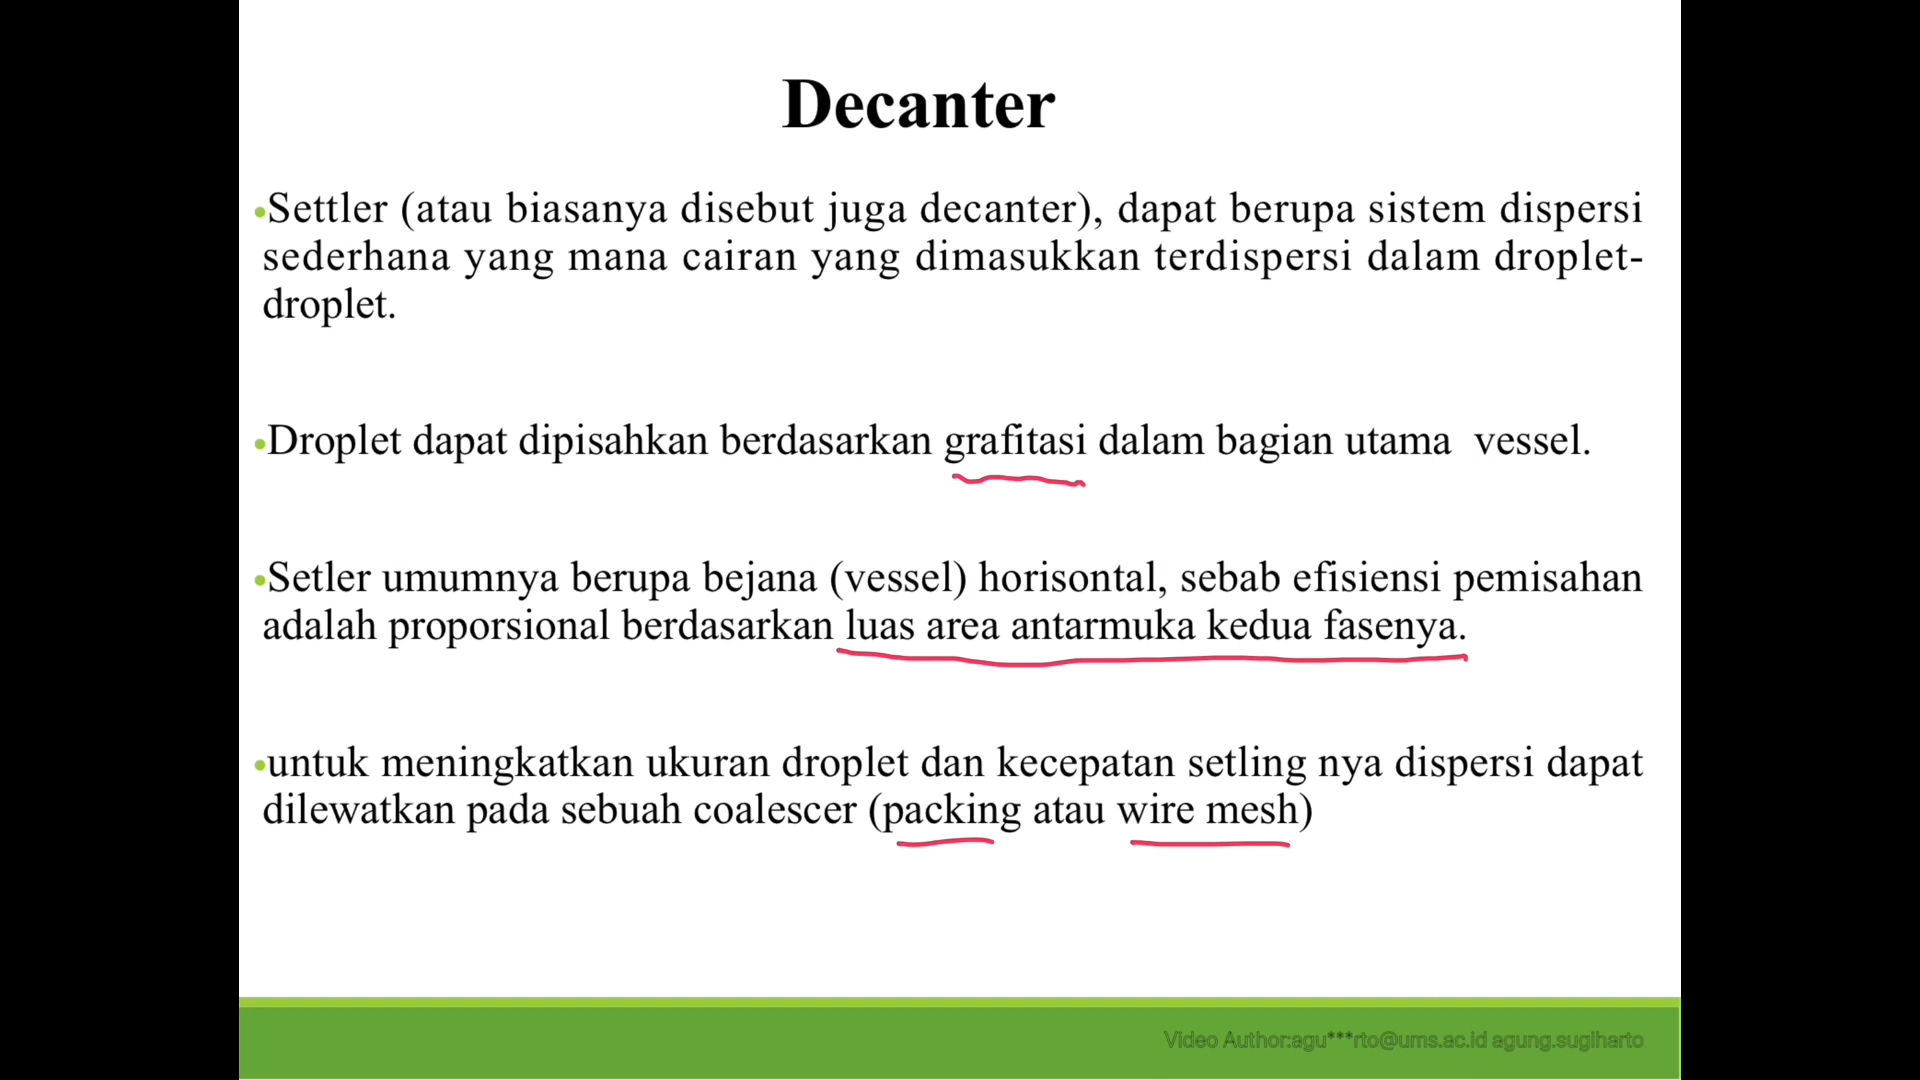 Decanter
•Settler (atau biasanya disebut juga decanter), dapat berupa sistem dispersi
sederhana yang mana cairan yang dimasukkan terdispersi dalam droplet-
droplet.
•Droplet dapat dipisahkan berdasarkan grafitasi dalam bagian utama  vessel.
•Setler umumnya berupa bejana (vessel) horisontal, sebab efisiensi pemisahan
adalah proporsional berdasarkan luas area antarmuka kedua fasenya.
•untuk meningkatkan ukuran droplet dan kecepatan setling nya dispersi dapat
dilewatkan pada sebuah coalescer (packing atau wire mesh)
Video Author:agu***rto@ums.ac.id agung.sugiharto